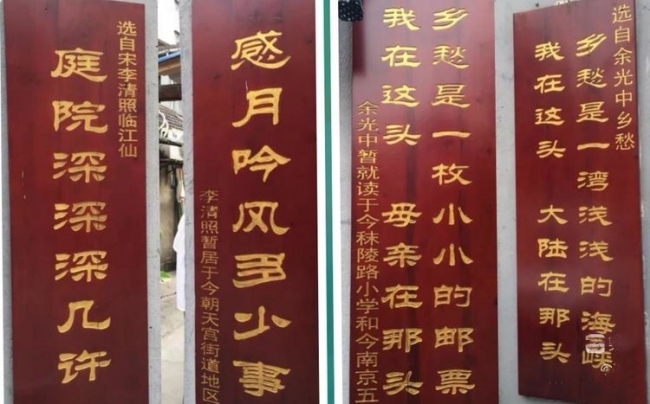 选自宋李清照临江仙
庭院深深深几许
感月吟风多少事
李清照暂居于今朝天宫街道地区
乡愁是一枚小小的邮票
我在这头 母亲在那头
余光中暂就读于今秣陵路小学和今南京五
选自余光中乡愁
乡愁是一湾浅浅的海峡
我在这头 大陆在那头